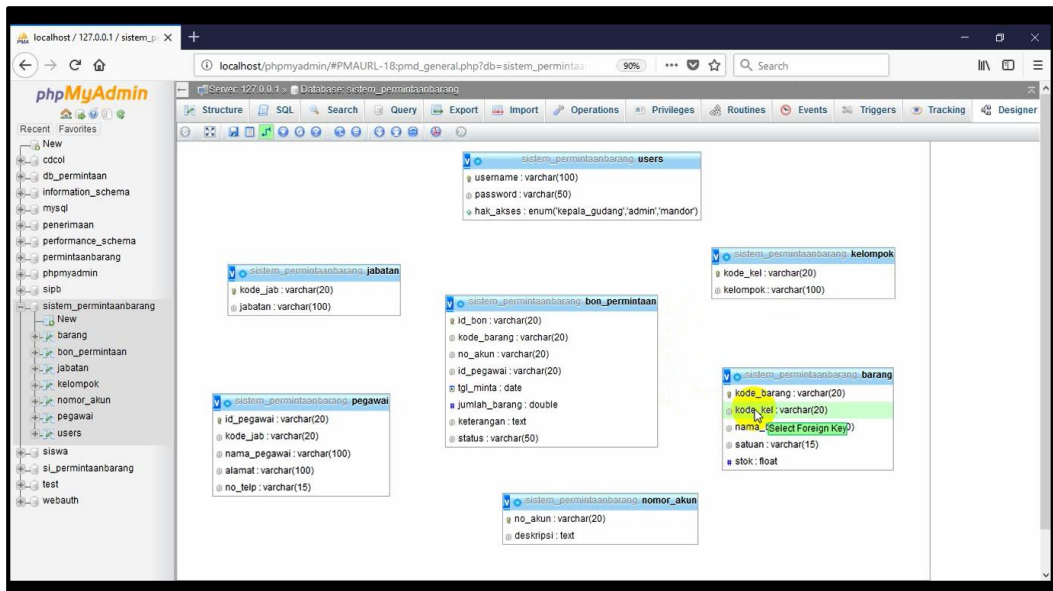 localhost / 127.0.0.1 / sistem_p
localhost/phpmyadmin/#PMAURL-18:pmd_general.php?db=sistem_perminta
90%
Search
phpMyAdmin
Recent Favorites
New
cdcol
db_permintaan
information_schema
mysql
penerimaan
performance_schema
permintaanbarang
phpmyadmin
sipb
sistem_permintaanbarang
New
barang
bon_permintaan
jabatan
kelompok
nomor_akun
pegawai
users
siswa
si_permintaanbarang
test
webauth
Server: 127.0.0.1 » Database: sistem_permintaanbarang
Structure SQL Search Query Export Import Operations Privileges Routines Events Triggers Tracking Designer
sistem_permintaanbarang.users
username : varchar(100)
password : varchar(50)
hak_akses : enum('kepala_gudang','admin','mandor')
sistem_permintaanbarang.jabatan
kode_jab : varchar(20)
jabatan : varchar(100)
sistem_permintaanbarang.kelompok
kode_kel : varchar(20)
kelompok : varchar(100)
sistem_permintaanbarang.bon_permintaan
id_bon : varchar(20)
kode_barang : varchar(20)
no_akun : varchar(20)
id_pegawai : varchar(20)
tgl_minta : date
jumlah_barang : double
keterangan : text
status : varchar(50)
sistem_permintaanbarang.barang
kode_barang : varchar(20)
kode_kel : varchar(20)
nama_
Select Foreign Key
satuan : varchar(15)
stok : float
sistem_permintaanbarang.pegawai
id_pegawai : varchar(20)
kode_jab : varchar(20)
nama_pegawai : varchar(100)
alamat : varchar(100)
no_telp : varchar(15)
sistem_permintaanbarang.nomor_akun
no_akun : varchar(20)
deskripsi : text